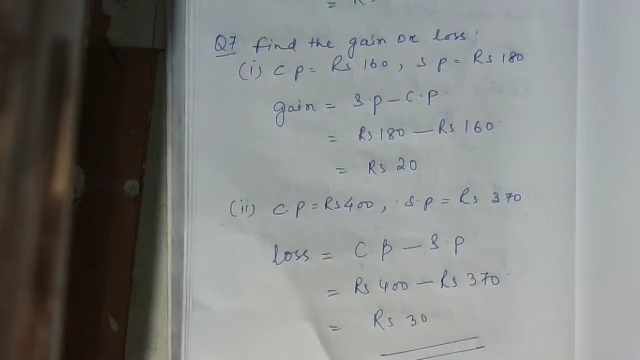 = Rs
Q7 Find the gain or loss:
(i) C P = Rs 160, S P = Rs 180
gain = S.P - C.P
= Rs 180 - Rs 160
= Rs 20
(ii) C.P = Rs 400, S.P = Rs 370
loss = C P - S.P
= Rs 400 - Rs 370
= Rs 30